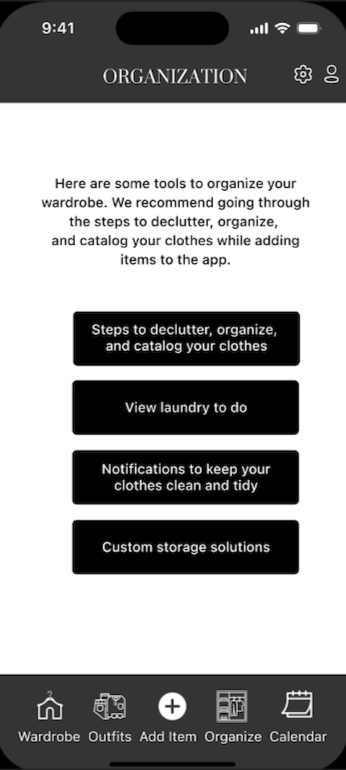 9:41
ORGANIZATION
Here are some tools to organize your
wardrobe. We recommend going through
the steps to declutter, organize,
and catalog your clothes while adding
items to the app.
Steps to declutter, organize,
and catalog your clothes
View laundry to do
Notifications to keep your
clothes clean and tidy
Custom storage solutions
Wardrobe Outfits Add Item Organize Calendar